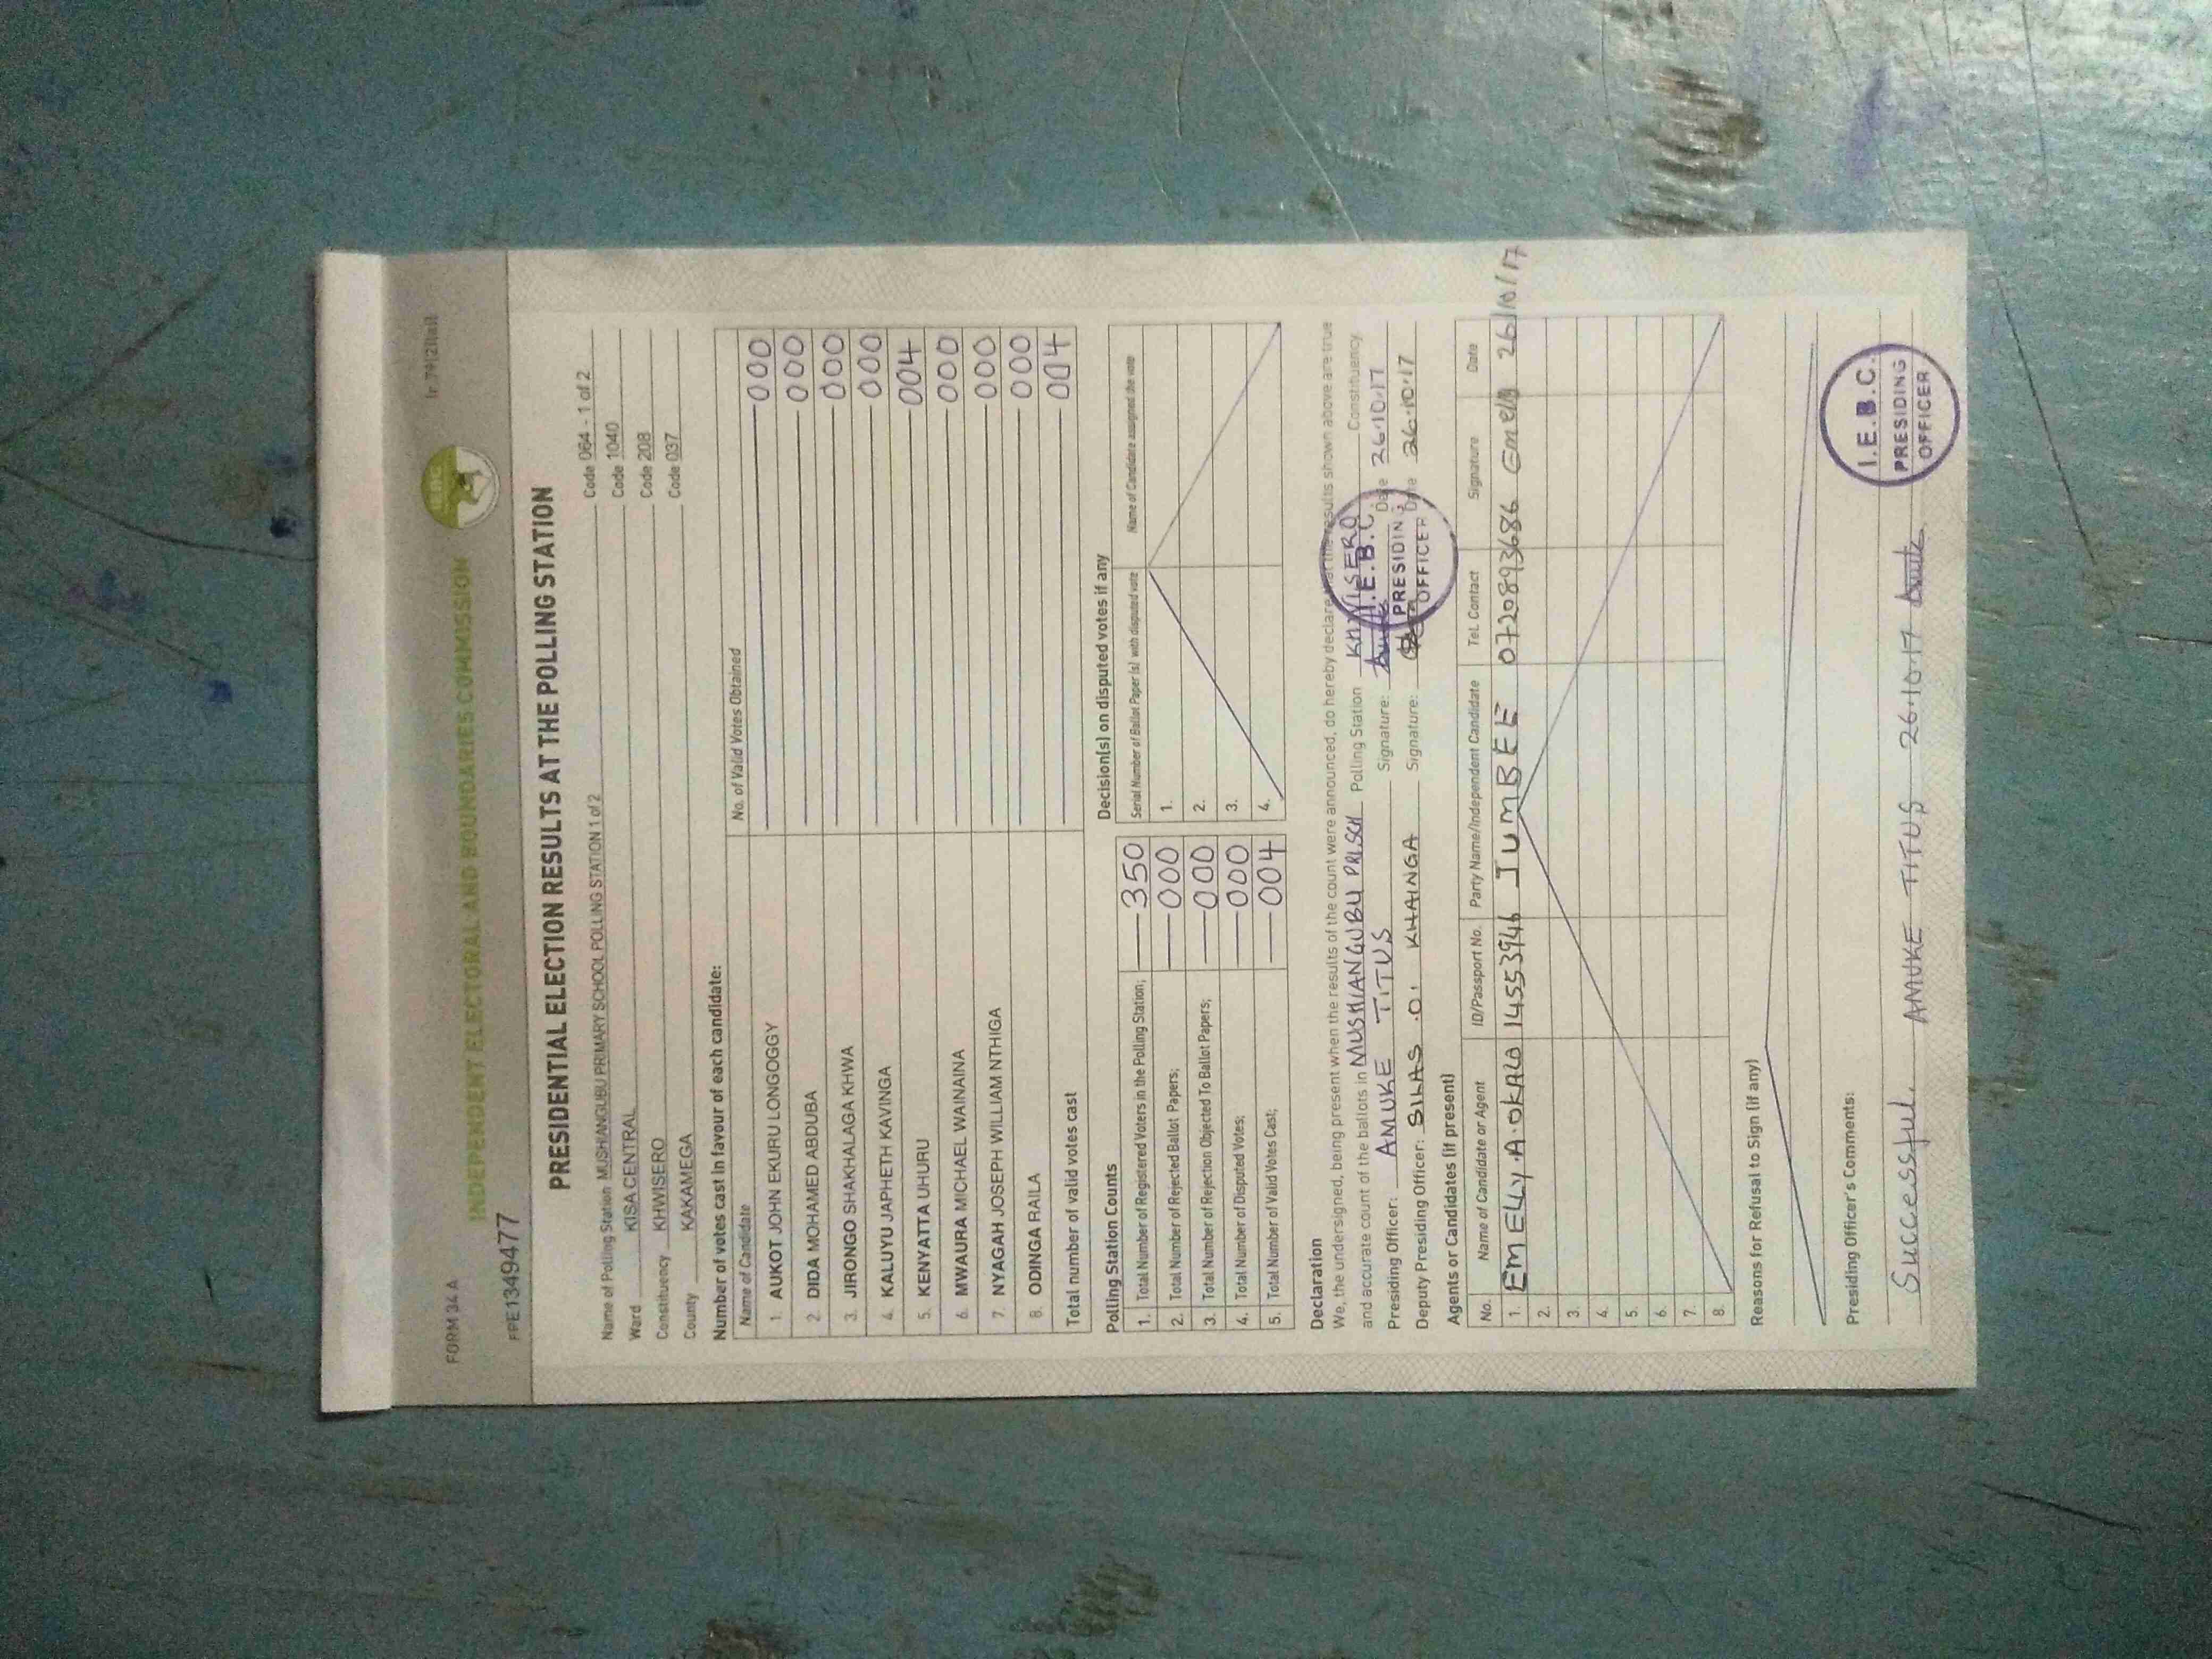 FORM 34 A
INDEPENDENT ELECTORAL AND BOUNDARIES COMMISSION
IEBC
(r. 79(2)(a))
FPE1349477
PRESIDENTIAL ELECTION RESULTS AT THE POLLING STATION
Name of Polling Station MUSHIANGUBU PRIMARY SCHOOL POLLING STATION 1 of 2 Code 064 - 1 of 2
Ward KISA CENTRAL Code 1040
Constituency KHWISERO Code 208
County KAKAMEGA Code 037
Number of votes cast in favour of each candidate:
Name of Candidate No. of Valid Votes Obtained
1. AUKOT JOHN EKURU LONGOGGY 000
2. DIDA MOHAMED ABDUBA 000
3. JIRONGO SHAKHALAGA KHWA 000
4. KALUYU JAPHETH KAVINGA 000
5. KENYATTA UHURU 004
6. MWAURA MICHAEL WAINAINA 000
7. NYAGAH JOSEPH WILLIAM NTHIGA 000
8. ODINGA RAILA 000
Total number of valid votes cast 004
Polling Station Counts
1. Total Number of Registered Voters in the Polling Station; 350
2. Total Number of Rejected Ballot Papers; 000
3. Total Number of Rejection Objected To Ballot Papers; 000
4. Total Number of Disputed Votes; 000
5. Total Number of Valid Votes Cast; 004
Decision(s) on disputed votes if any
Serial Number of Ballot Paper (s) with disputed vote Name of Candidate assigned the vote
1.
2.
3.
4.
Declaration
We, the undersigned, being present when the results of the count were announced, do hereby declare that the results shown above are true
and accurate count of the ballots in MUSHIANGUBU PRI.SCH Polling Station KHWISERO Constituency
Presiding Officer: AMUKE TITUS Signature: Date 26.10.17
Deputy Presiding Officer: SILAS .O. KHAINGA Signature: Date 26.10.17
I.E.B.C.
PRESIDING
OFFICER
Agents or Candidates (if present)
No. Name of Candidate or Agent ID/Passport No. Party Name/Independent Candidate Tel. Contact Signature Date
1. EMELLY.A.OKALO 14553946 JUMBEE 0720893686 Emelly 26/10/17
2.
3.
4.
5.
6.
7.
8.
Reasons for Refusal to Sign (if any)
Presiding Officer's Comments:
Successful. AMUKE TITUS 26.10.17
I.E.B.C.
PRESIDING
OFFICER